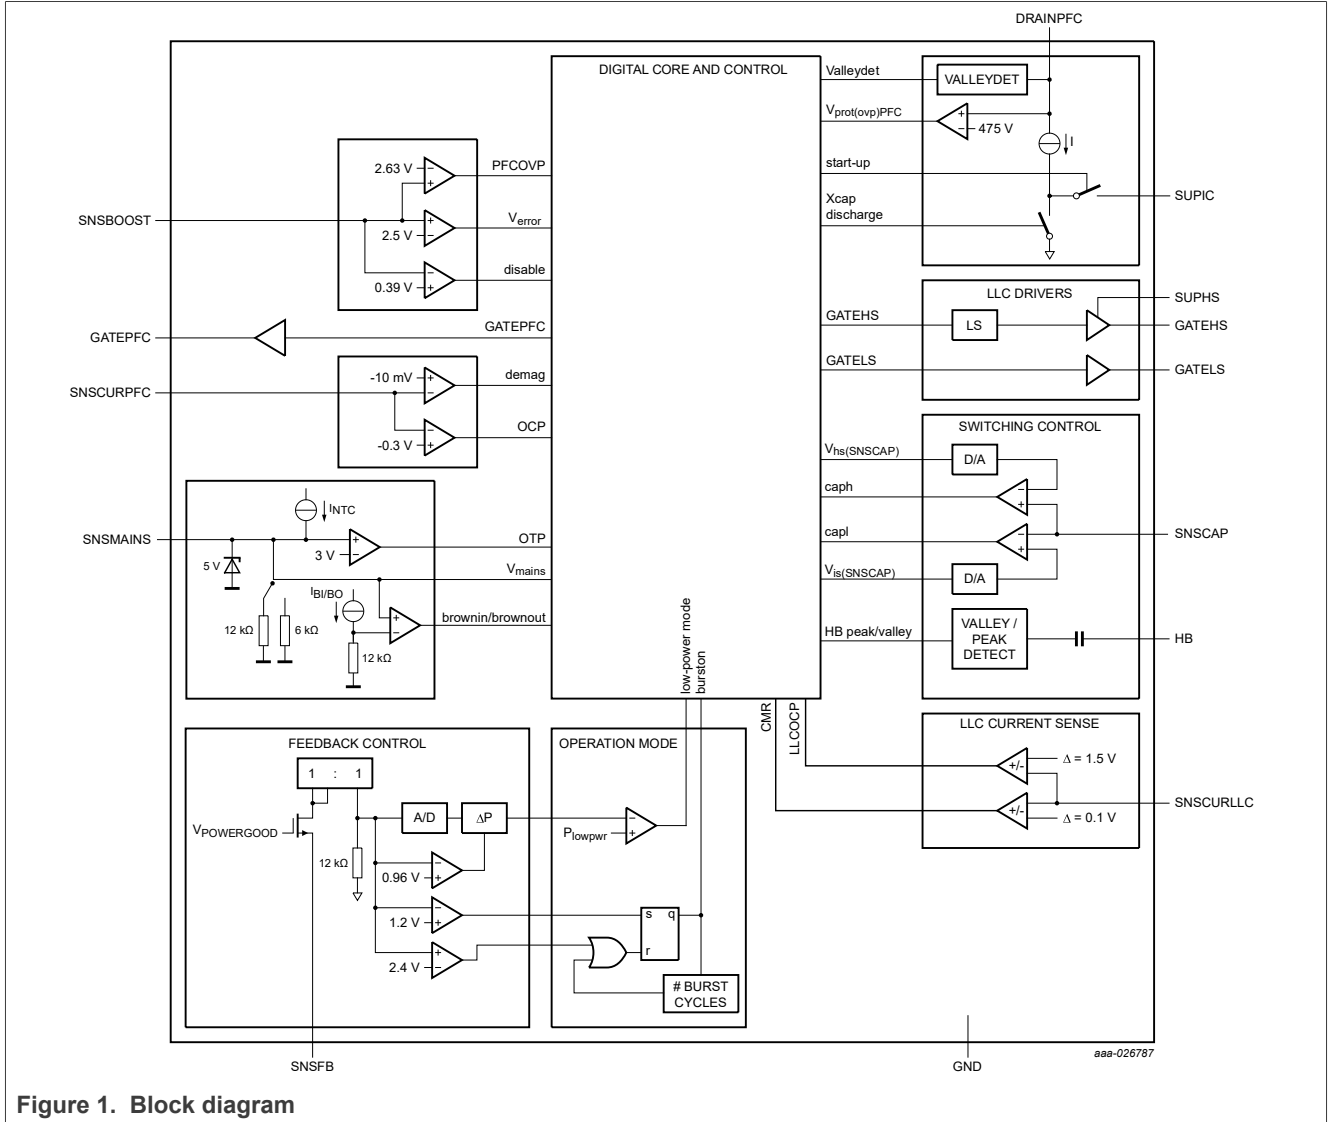 DRAINPFC
DIGITAL CORE AND CONTROL
Valleydet
VALLEYDET
Vprot(ovp)PFC
+
−
475 V
I
start-up
Xcap
discharge
SUPIC
2.63 V
−
+
PFCOVP
SNSBOOST
+
−
2.5 V
Verror
−
+
0.39 V
disable
LLC DRIVERS
SUPHS
GATEPFC
GATEPFC
GATEHS
LS
GATEHS
GATELS
GATELS
-10 mV
+
−
demag
SNSCURPFC
−
+
-0.3 V
OCP
SWITCHING CONTROL
Vhs(SNSCAP)
D/A
caph
−
+
capl
−
+
SNSCAP
Vis(SNSCAP)
D/A
HB peak/valley
VALLEY /
PEAK
DETECT
HB
INTC
SNSMAINS
+
−
3 V
OTP
5 V
Vmains
IBI/BO
+
−
brownin/brownout
12 kΩ
6 kΩ
12 kΩ
low-power mode
burston
CMR
LLCOCP
LLC CURRENT SENSE
+/-
Δ = 1.5 V
+/-
Δ = 0.1 V
SNSCURLLC
FEEDBACK CONTROL
1 : 1
VPOWERGOOD
12 kΩ
A/D
ΔP
−
+
0.96 V
−
+
1.2 V
+
−
2.4 V
OPERATION MODE
−
+
Plowpwr
s q
r
# BURST
CYCLES
SNSFB
GND
aaa-026787
Figure 1. Block diagram